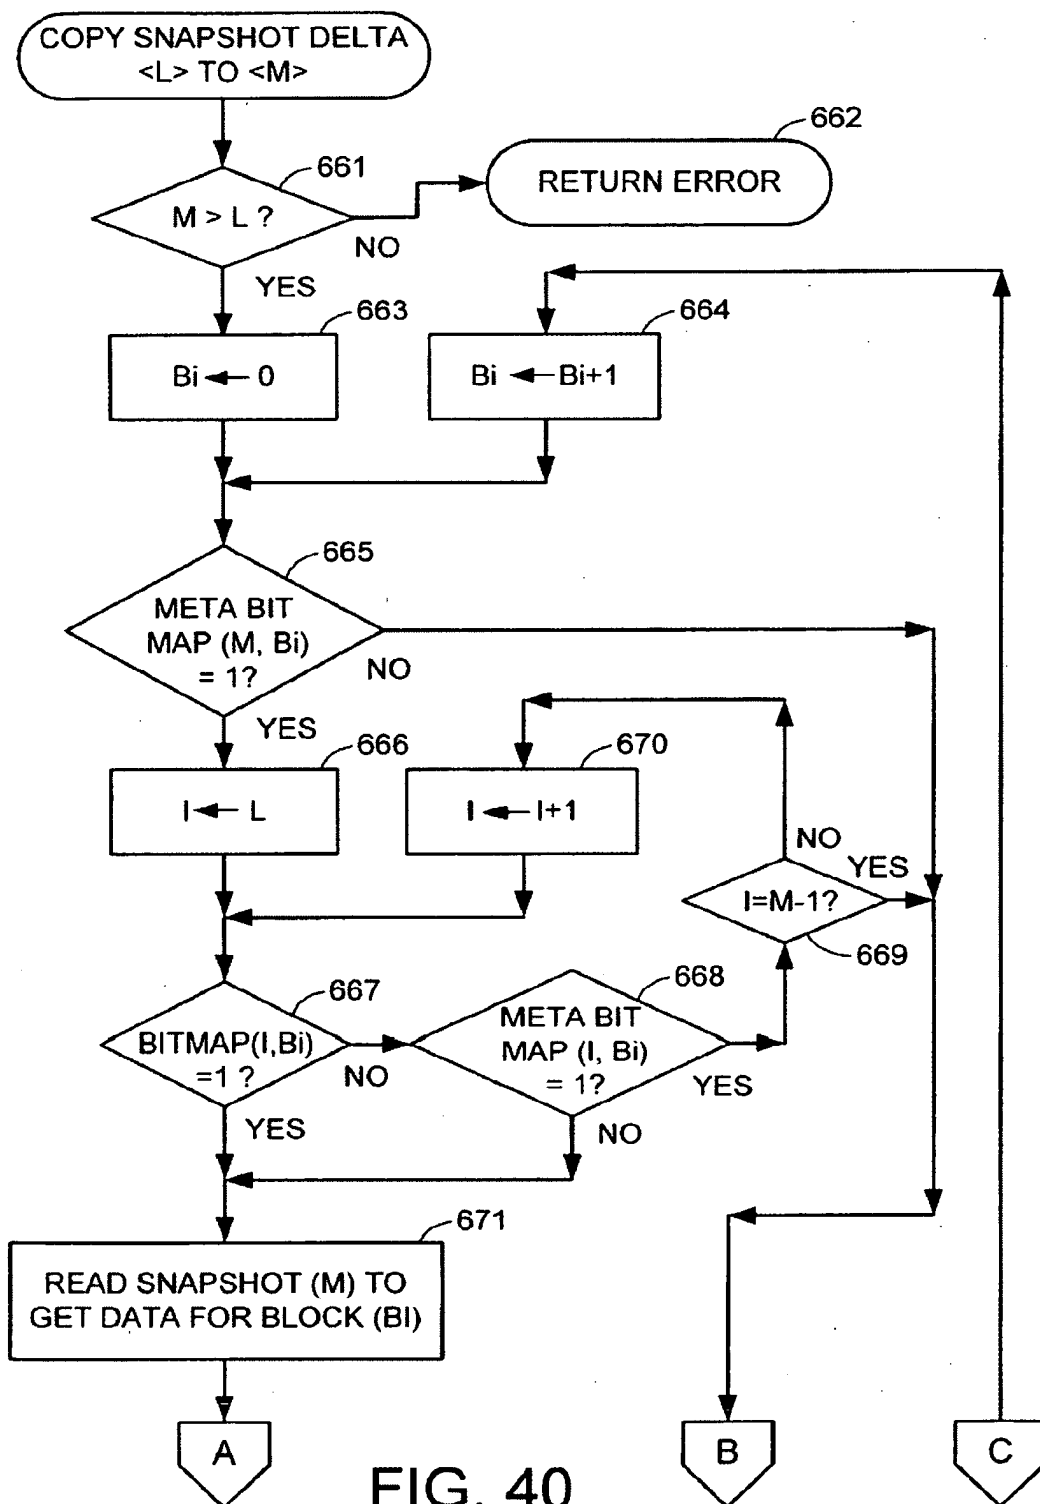 COPY SNAPSHOT DELTA
<L> TO <M>
661
M > L ?
NO
YES
662
RETURN ERROR
663
Bi ← 0
664
Bi ← Bi+1
665
META BIT
MAP (M, Bi)
= 1?
NO
YES
666
I ← L
670
I ← I+1
NO
YES
I=M-1?
669
667
BITMAP(I,Bi)
=1 ?
NO
YES
668
META BIT
MAP (I, Bi)
= 1?
YES
NO
671
READ SNAPSHOT (M) TO
GET DATA FOR BLOCK (BI)
A
B
C
FIG. 40